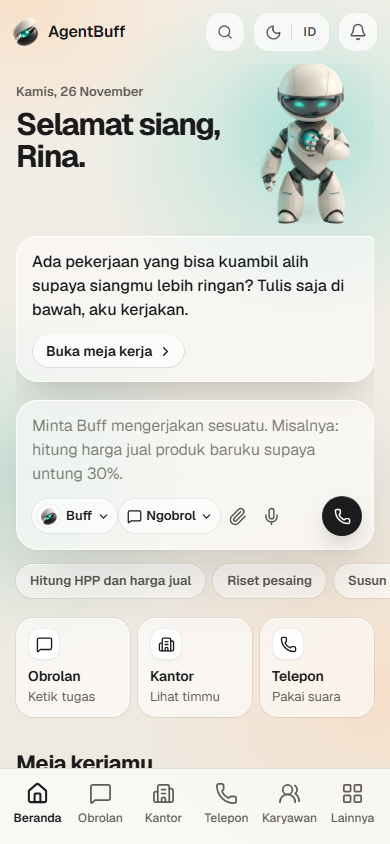 AgentBuff
ID
Kamis, 26 November
Selamat siang,
Rina.
Ada pekerjaan yang bisa kuambil alih
supaya siangmu lebih ringan? Tulis saja di
bawah, aku kerjakan.
Buka meja kerja
Minta Buff mengerjakan sesuatu. Misalnya:
hitung harga jual produk baruku supaya
untung 30%.
Buff
Ngobrol
Hitung HPP dan harga jual
Riset pesaing
Susun
Obrolan
Ketik tugas
Kantor
Lihat timmu
Telepon
Pakai suara
Meja kerjamu
Beranda
Obrolan
Kantor
Telepon
Karyawan
Lainnya